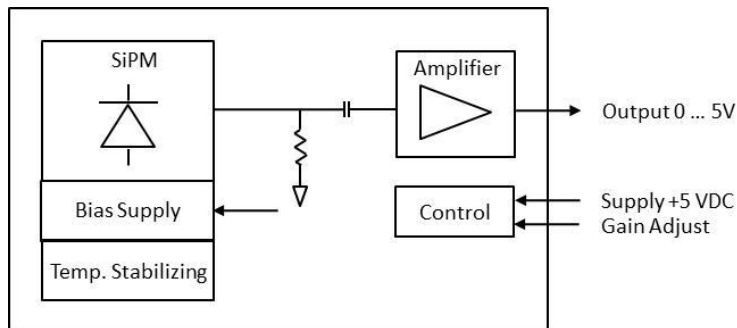 SiPM
Amplifier
Output 0 ... 5V
Bias Supply
Control
Supply +5 VDC
Gain Adjust
Temp. Stabilizing